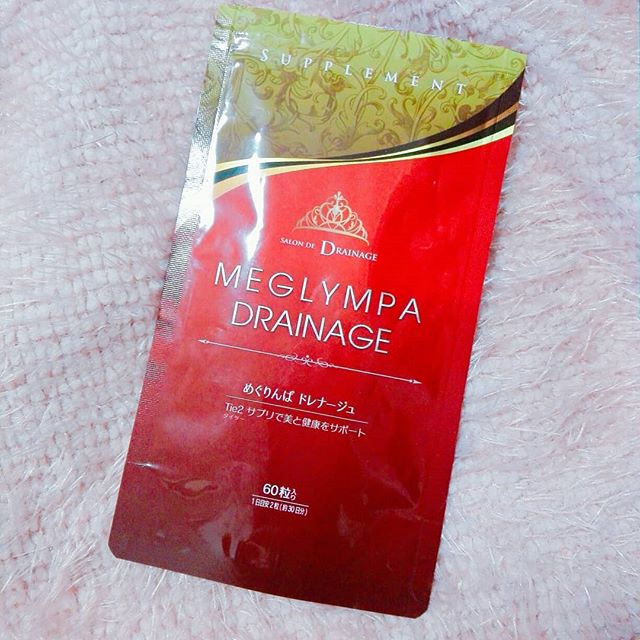 SUPPLEMENT
SALON DE DRAINAGE
MEGLYMPA
DRAINAGE
めぐりんぱ ドレナージュ
Tie2 サプリで美と健康をサポート
タイツー
60粒入り
1日目安2粒(約30日分)